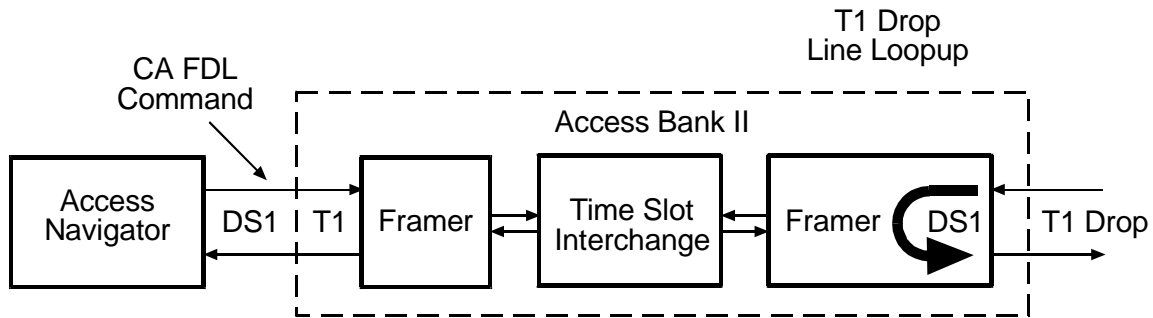 T1 Drop
Line Loopup
CA FDL
Command
Access Bank II
Access
Navigator
DS1
T1
Framer
Time Slot
Interchange
Framer
DS1
T1 Drop